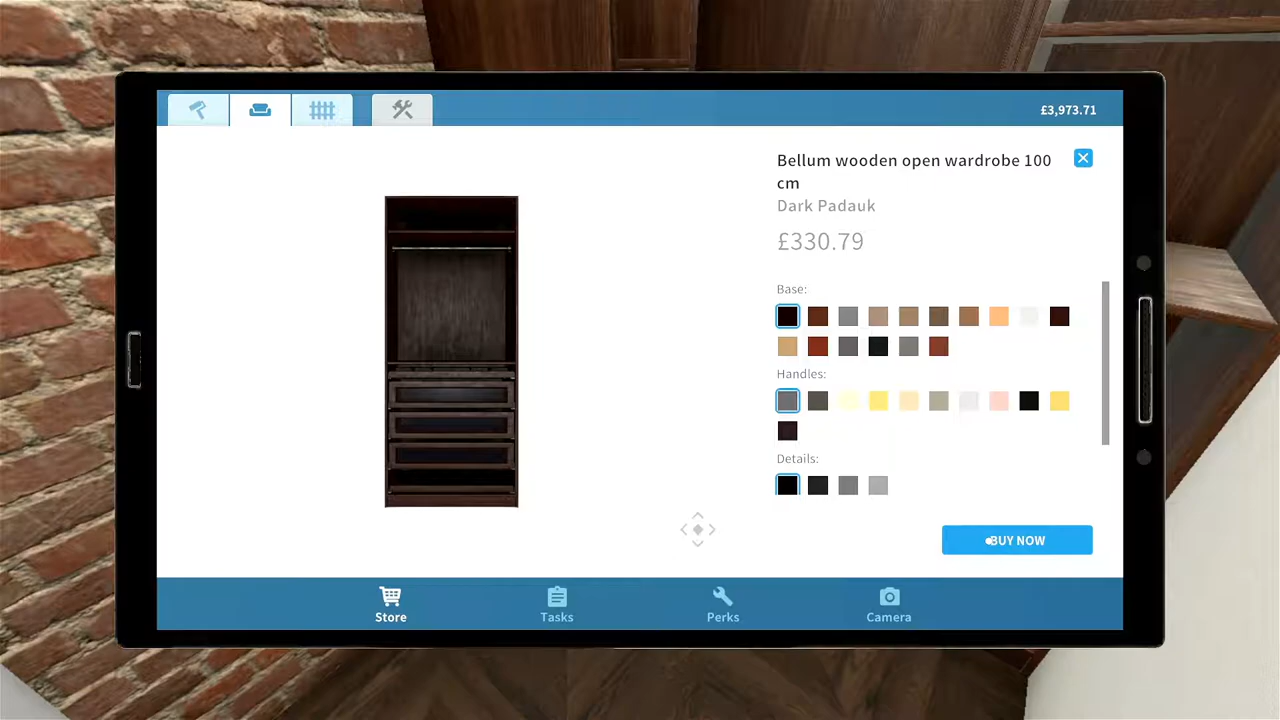 £3,973.71
Bellum wooden open wardrobe 100
cm
Dark Padauk
£330.79
Base:
Handles:
Details:
BUY NOW
Store
Tasks
Perks
Camera